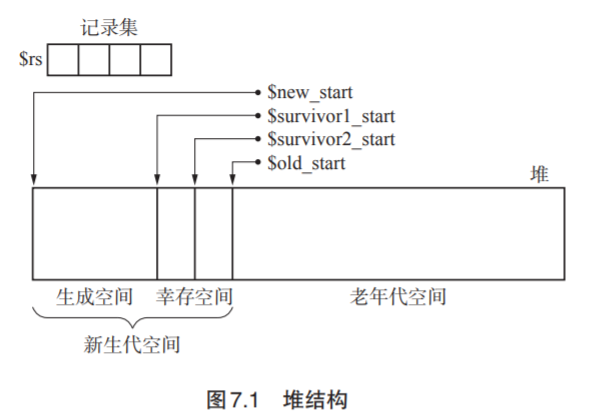 记录集
$rs
$new_start
$survivor1_start
$survivor2_start
$old_start
堆
生成空间 幸存空间 老年代空间
新生代空间
图7.1 堆结构